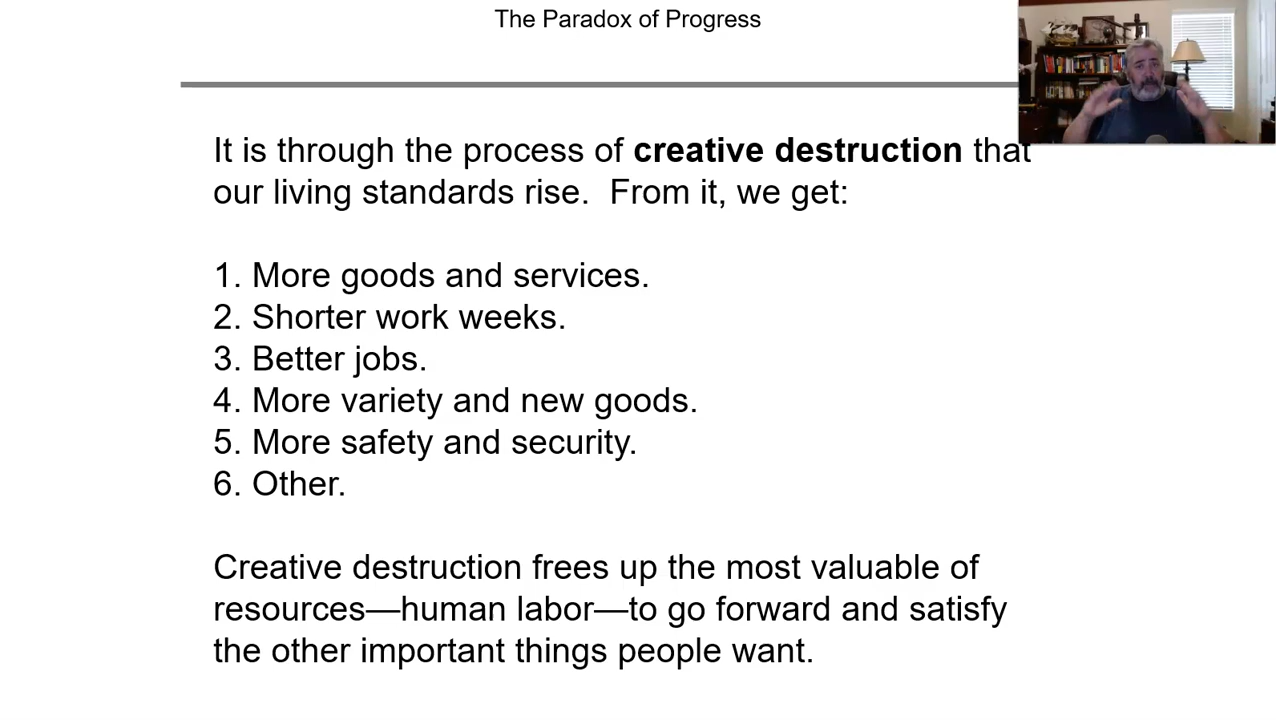 The Paradox of Progress
It is through the process of creative destruction that
our living standards rise.  From it, we get:
1. More goods and services.
2. Shorter work weeks.
3. Better jobs.
4. More variety and new goods.
5. More safety and security.
6. Other.
Creative destruction frees up the most valuable of
resources—human labor—to go forward and satisfy
the other important things people want.